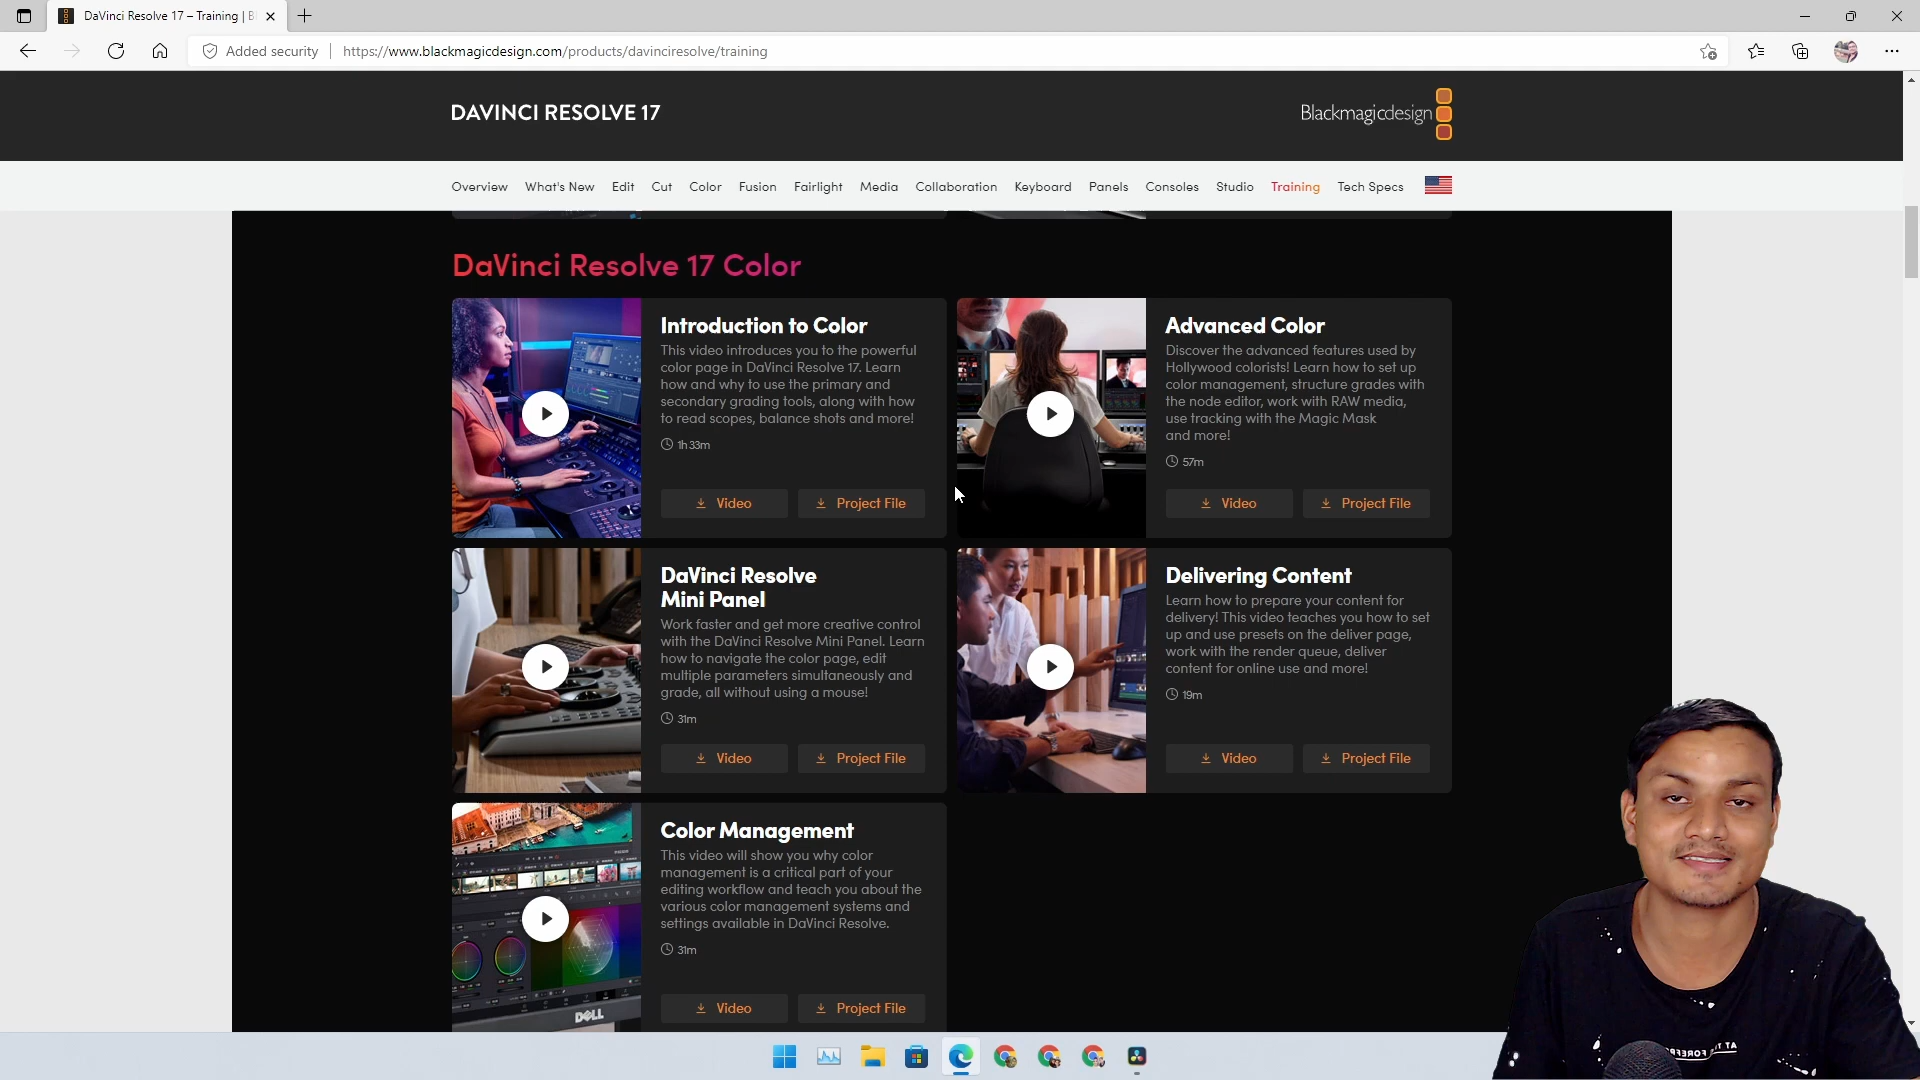 DaVinci Resolve 17 – Training | B
Added security
https://www.blackmagicdesign.com/products/davinciresolve/training
DAVINCI RESOLVE 17
Blackmagicdesign
Overview What's New Edit Cut Color Fusion Fairlight Media Collaboration Keyboard Panels Consoles Studio Training Tech Specs
DaVinci Resolve 17 Color
Introduction to Color
This video introduces you to the powerful
color page in DaVinci Resolve 17. Learn
how and why to use the primary and
secondary grading tools, along with how
to read scopes, balance shots and more!
1h 33m
Video Project File
Advanced Color
Discover the advanced features used by
Hollywood colorists! Learn how to set up
color management, structure grades with
the node editor, work with RAW media,
use tracking with the Magic Mask
and more!
57m
Video Project File
DaVinci Resolve
Mini Panel
Work faster and get more creative control
with the DaVinci Resolve Mini Panel. Learn
how to navigate the color page, edit
multiple parameters simultaneously and
grade, all without using a mouse!
31m
Video Project File
Delivering Content
Learn how to prepare your content for
delivery! This video teaches you how to set
up and use presets on the deliver page,
work with the render queue, deliver
content for online use and more!
19m
Video Project File
Color Management
This video will show you why color
management is a critical part of your
editing workflow and teach you about the
various color management systems and
settings available in DaVinci Resolve.
31m
Video Project File
DELL